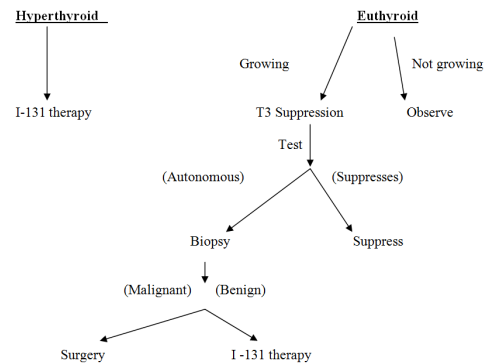 Hyperthyroid Euthyroid
Growing Not growing
I-131 therapy T3 Suppression Observe
Test
(Autonomous) (Suppresses)
Biopsy Suppress
(Malignant) (Benign)
Surgery I -131 therapy